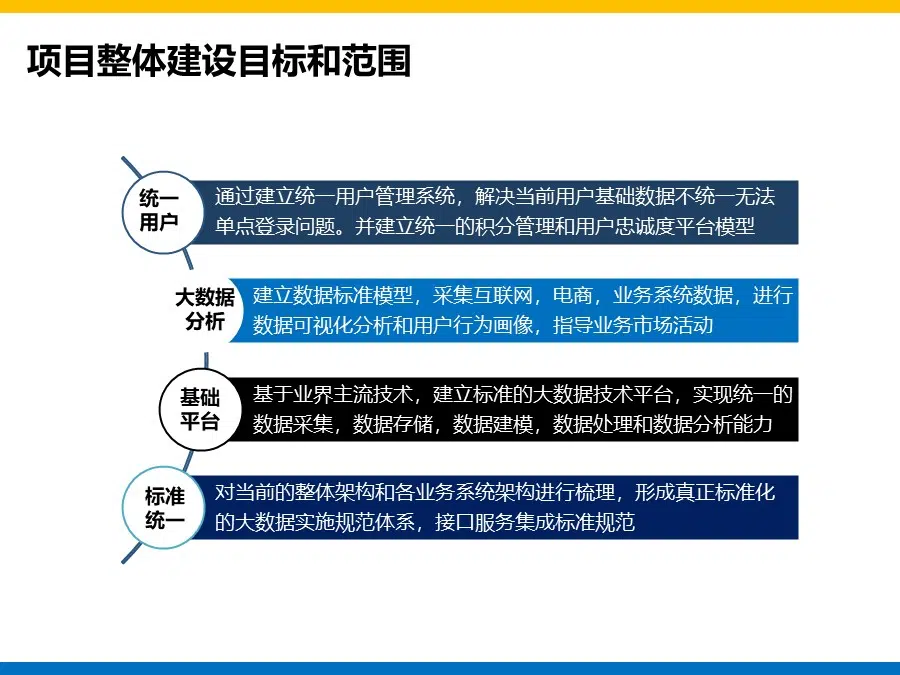 项目整体建设目标和范围
统一
用户
通过建立统一用户管理系统，解决当前用户基础数据不统一无法
单点登录问题。并建立统一的积分管理和用户忠诚度平台模型
大数据
分析
建立数据标准模型，采集互联网，电商，业务系统数据，进行
数据可视化分析和用户行为画像，指导业务市场活动
基础
平台
基于业界主流技术，建立标准的大数据技术平台，实现统一的
数据采集，数据存储，数据建模，数据处理和数据分析能力
标准
统一
对当前的整体架构和各业务系统架构进行梳理，形成真正标准化
的大数据实施规范体系，接口服务集成标准规范